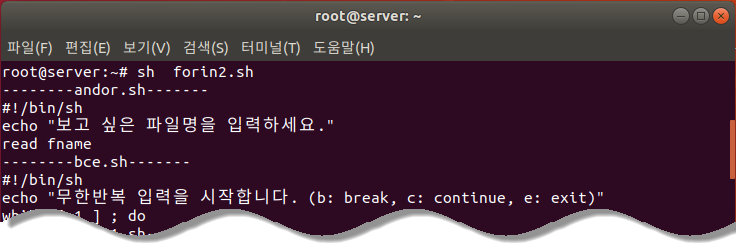 root@server: ~
파일(F) 편집(E) 보기(V) 검색(S) 터미널(T) 도움말(H)
root@server:~# sh  forin2.sh
--------andor.sh-------
#!/bin/sh
echo "보고 싶은 파일명을 입력하세요."
read fname
--------bce.sh-------
#!/bin/sh
echo "무한반복 입력을 시작합니다. (b: break, c: continue, e: exit)"
] ; do